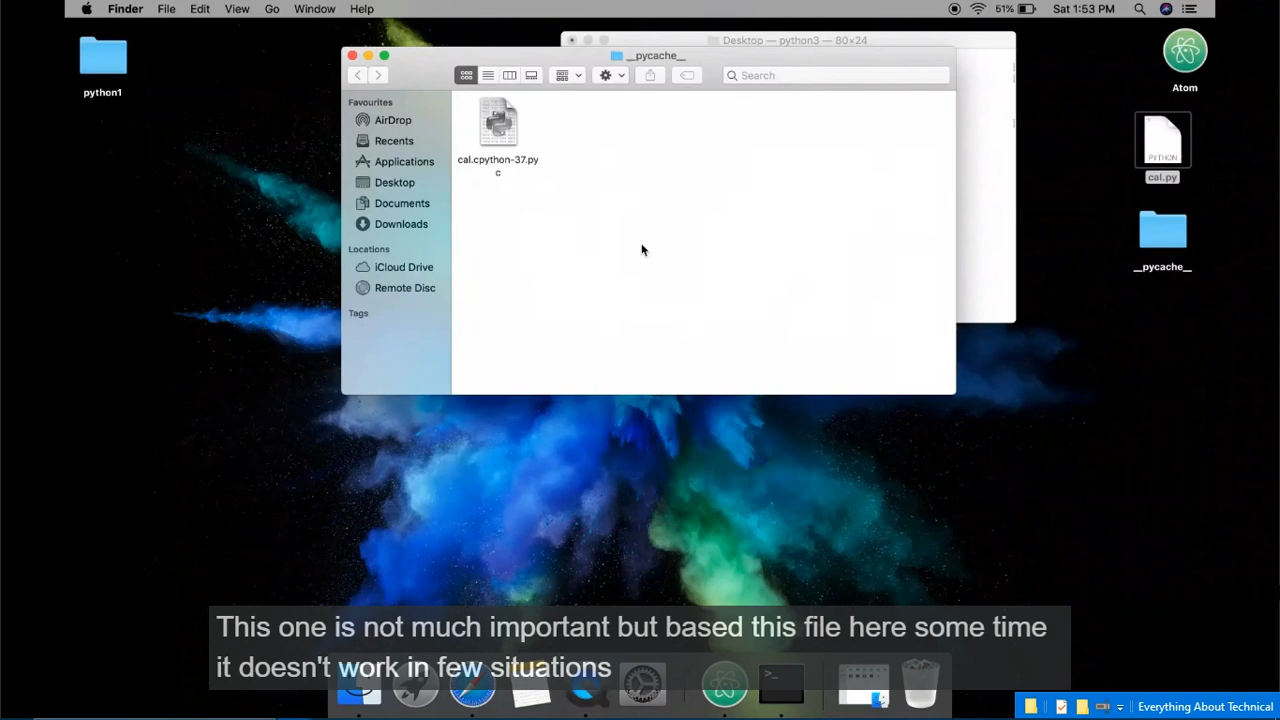 Finder File Edit View Go Window Help 51% Sat 1:53 PM
Desktop — python3 — 80×24
__pycache__
Search
python1
Atom
PYTHON
cal.py
__pycache__
Favourites
AirDrop
Recents
Applications
Desktop
Documents
Downloads
Locations
iCloud Drive
Remote Disc
Tags
cal.cpython-37.py
c
This one is not much important but based this file here some time
it doesn't work in few situations
>_
Everything About Technical